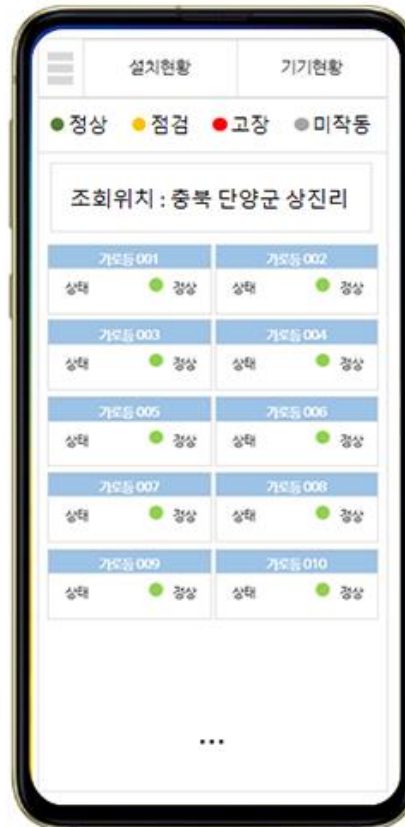 설치현황 기기현황
정상 점검 고장 미작동
조회위치 : 충북 단양군 상진리
가로등 001 가로등 002
상태 정상 상태 정상
가로등 003 가로등 004
상태 정상 상태 정상
가로등 005 가로등 006
상태 정상 상태 정상
가로등 007 가로등 008
상태 정상 상태 정상
가로등 009 가로등 010
상태 정상 상태 정상
...